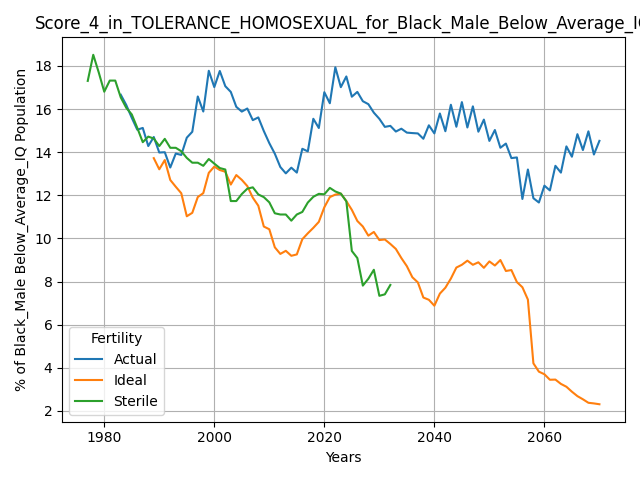 Score_4_in_TOLERANCE_HOMOSEXUAL_for_Black_Male_Below_Average_IQ
% of Black_Male Below_Average_IQ Population
18
16
14
12
10
8
6
4
2
Fertility
Actual
Ideal
Sterile
1980 2000 2020 2040 2060
Years